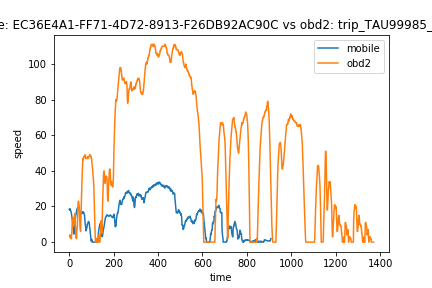 e: EC36E4A1-FF71-4D72-8913-F26DB92AC90C vs obd2: trip_TAU99985_
mobile
obd2
speed
100
80
60
40
20
0
0 200 400 600 800 1000 1200 1400
time